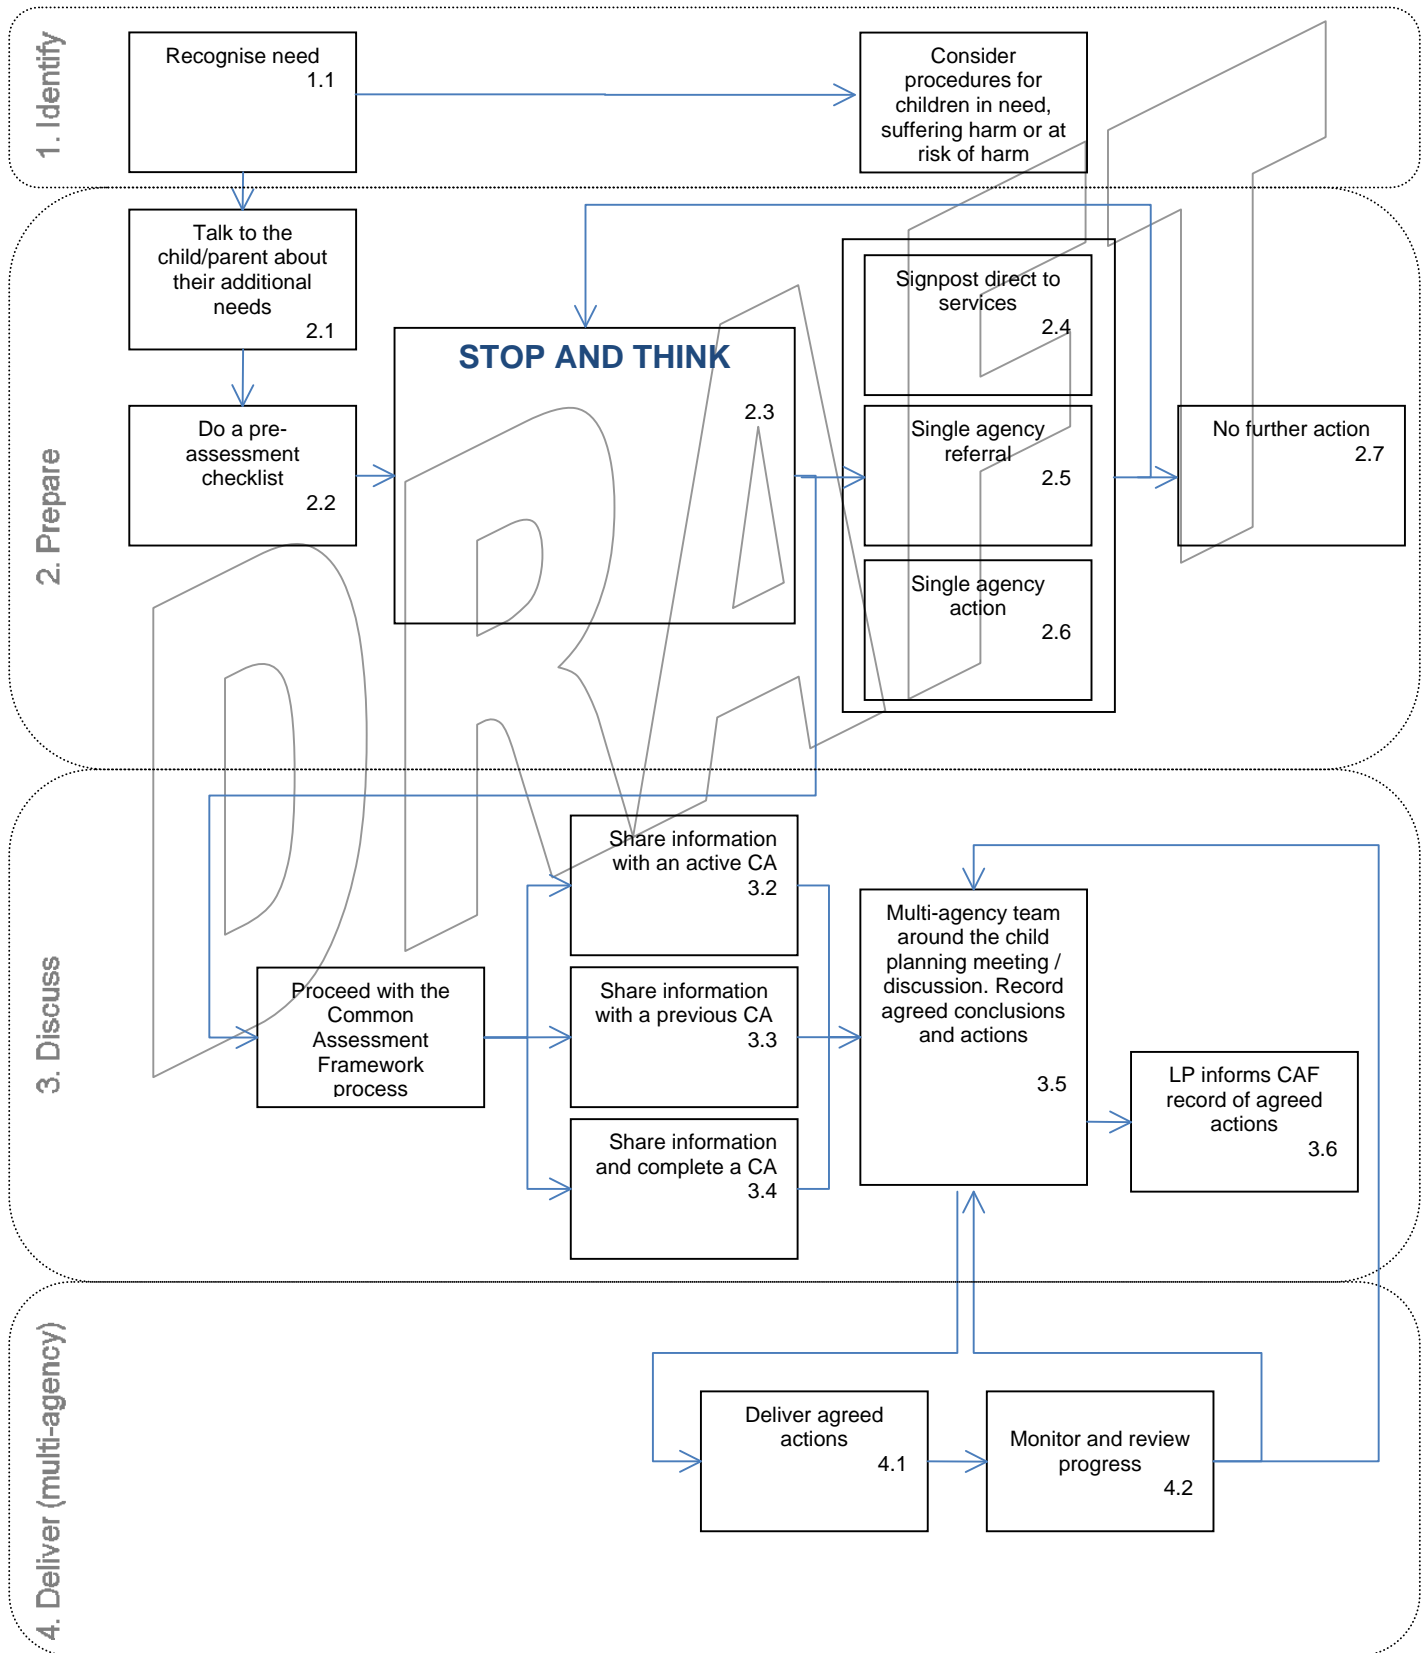 1. Identify
Recognise need
1.1
Consider
procedures for
children in need,
suffering harm or at
risk of harm
2. Prepare
Talk to the
child/parent about
their additional
needs
2.1
Do a pre-
assessment
checklist
2.2
STOP AND THINK
2.3
Signpost direct to
services
2.4
Single agency
referral
2.5
Single agency
action
2.6
No further action
2.7
DRAFT
3. Discuss
Proceed with the
Common
Assessment
Framework
process
Share information
with an active CA
3.2
Share information
with a previous CA
3.3
Share information
and complete a CA
3.4
Multi-agency team
around the child
planning meeting /
discussion. Record
agreed conclusions
and actions
3.5
LP informs CAF
record of agreed
actions
3.6
4. Deliver (multi-agency)
Deliver agreed
actions
4.1
Monitor and review
progress
4.2